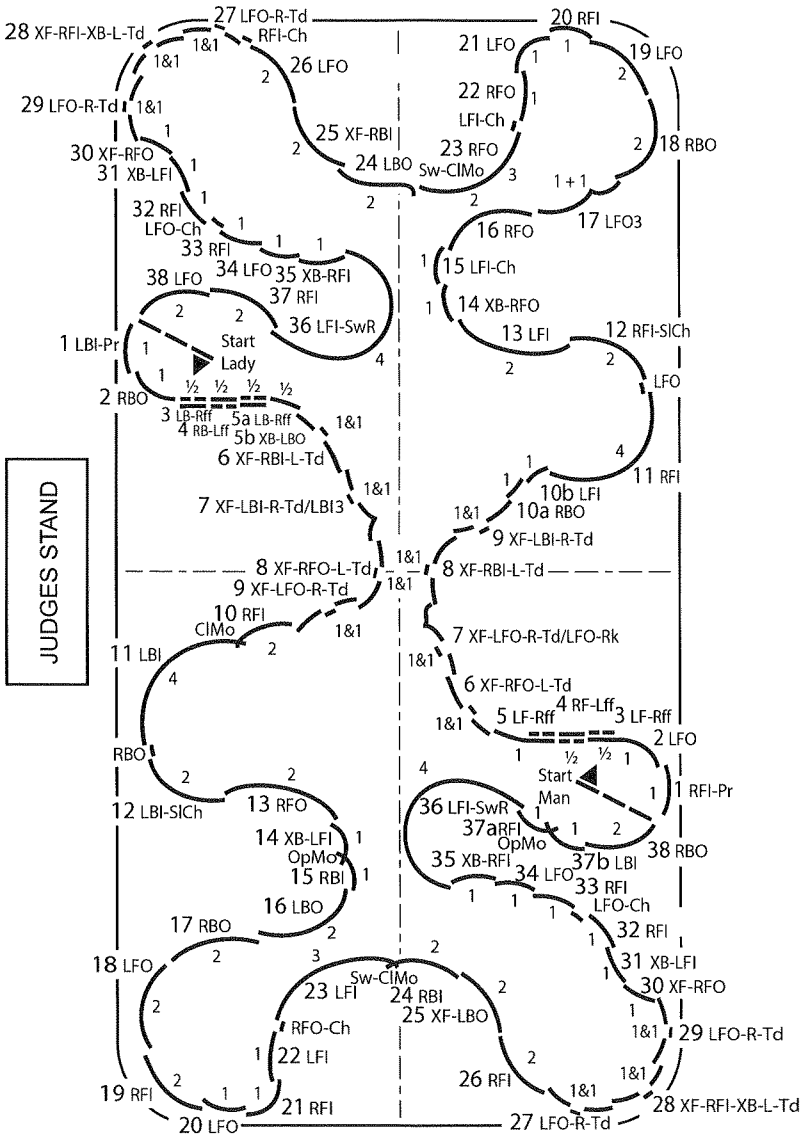 27 LFO-R-Td
28 XF-RFI-XB-L-Td
RFI-Ch
1&1
1&1
26 LFO
2
29 LFO-R-Td
1&1
30 XF-RFO
1
31 XB-LFI
1
25 XF-RBI
2
24 LBO
2
32 RFI
1
LFO-Ch
1
33 RFI
1
34 LFO
1
35 XB-RFI
1
37 RFI
36 LFI-SwR
4
38 LFO
2
2
Start
Lady
1 LBI-Pr
1
2 RBO
1
½ ½ ½ ½
3 LB-Rff
4 RB-Lff
5a LB-Rff
5b XB-LBO
6 XF-RBI-L-Td
1&1
7 XF-LBI-R-Td/LBI3
1&1
8 XF-RFO-L-Td
1&1
9 XF-LFO-R-Td
1&1
10 RFI
2
ClMo
11 LBI
4
RBO
12 LBI-SlCh
2
13 RFO
2
14 XB-LFI
1
OpMo
15 RBI
1
16 LBO
2
17 RBO
2
18 LFO
2
19 RFI
2
20 LFO
1
21 RFI
1
22 LFI
1
RFO-Ch
23 LFI
3
Sw-ClMo
JUDGES STAND
20 RFI
1
21 LFO
1
19 LFO
2
22 RFO
1
LFI-Ch
23 RFO
3
Sw-ClMo
2
18 RBO
2
1 + 1
17 LFO3
16 RFO
2
15 LFI-Ch
1
14 XB-RFO
1
13 LFI
2
12 RFI-SlCh
2
LFO
11 RFI
4
10b LFI
1
10a RBO
1
9 XF-LBI-R-Td
1&1
8 XF-RBI-L-Td
1&1
7 XF-LFO-R-Td/LFO-Rk
1&1
6 XF-RFO-L-Td
1&1
5 LF-Rff
1
4 RF-Lff
½
3 LF-Rff
½
2 LFO
1
1 RFI-Pr
1
Start
Man
38 RBO
2
36 LFI-SwR
4
37a RFI
1
OpMo
37b LBI
1
35 XB-RFI
1
34 LFO
1
33 RFI
1
LFO-Ch
1
32 RFI
1
31 XB-LFI
1
30 XF-RFO
1
29 LFO-R-Td
1&1
28 XF-RFI-XB-L-Td
1&1
27 LFO-R-Td
1&1
26 RFI
2
25 XF-LBO
2
24 RBI
2